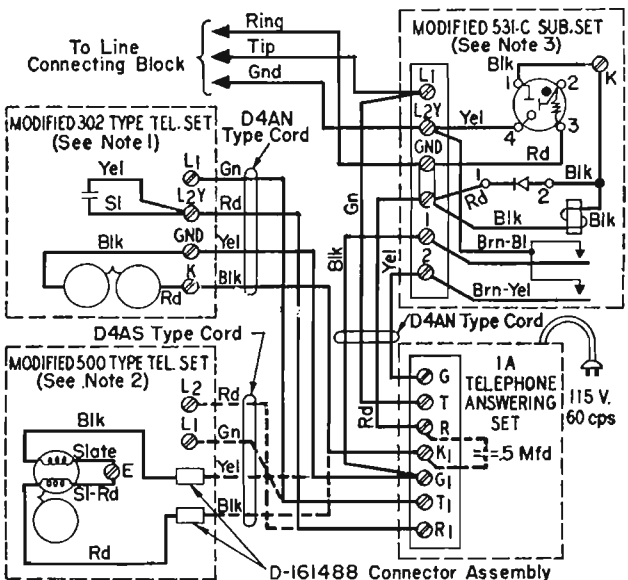 Ring
Tip
Gnd
To Line
Connecting Block
MODIFIED 531-C SUB. SET
(See Note 3)
Blk
1
2
K
L1
L2Y
Yel
4
3
GND
Rd
1
Rd
2
Blk
Blk
Blk
1
Brn-Bl
2
Brn-Yel
MODIFIED 302 TYPE TEL. SET
(See Note 1)
D4AN
Type Cord
Yel
L1
Gn
L2Y
Sl
Rd
GND
Yel
Blk
K
Blk
Rd
Gn
Blk
Yel
Rd
D4AN Type Cord
D4AS Type Cord
MODIFIED 500 TYPE TEL. SET
(See Note 2)
L2
Rd
Blk
L1
Gn
Slate
E
Yel
Sl-Rd
Blk
Rd
D-161488 Connector Assembly
1A
TELEPHONE
ANSWERING
SET
115 V.
60 cps
G
T
R
K1
.5 Mfd
G1
T1
R1